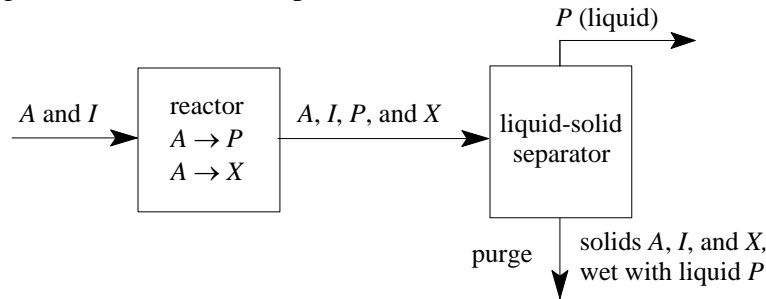 P (liquid)
A and I
reactor
A → P
A → X
A, I, P, and X
liquid-solid
separator
purge
solids A, I, and X,
wet with liquid P